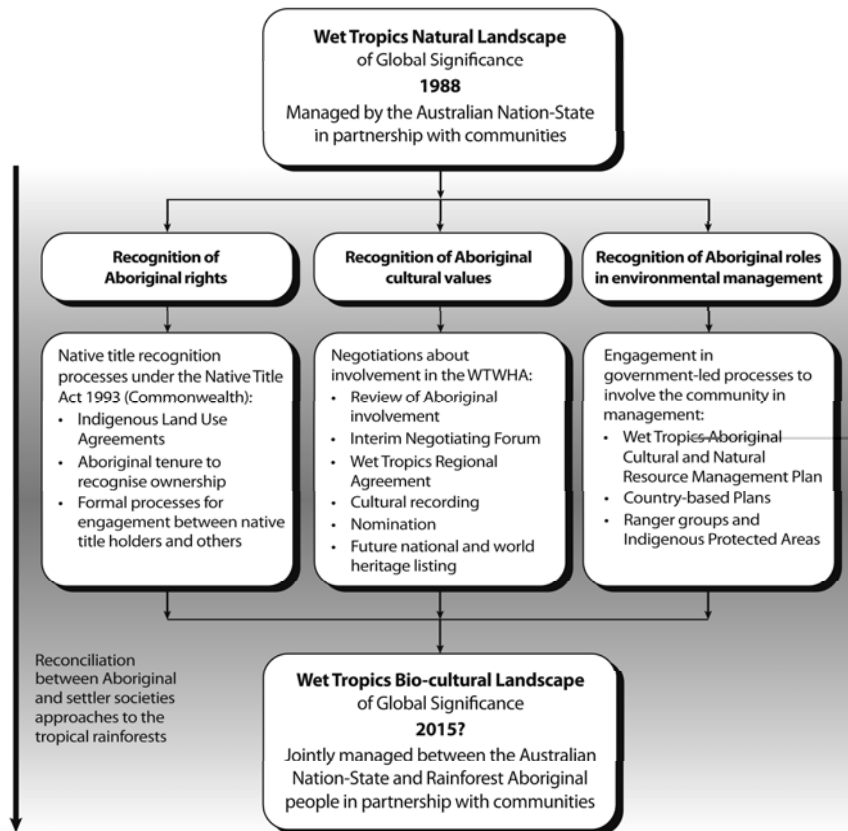 Wet Tropics Natural Landscape
of Global Significance
1988
Managed by the Australian Nation-State
in partnership with communities
Recognition of
Aboriginal rights
Recognition of Aboriginal
cultural values
Recognition of Aboriginal roles
in environmental management
Native title recognition
processes under the Native Title
Act 1993 (Commonwealth):
• Indigenous Land Use
Agreements
• Aboriginal tenure to
recognise ownership
• Formal processes for
engagement between native
title holders and others
Negotiations about
involvement in the WTWHA:
• Review of Aboriginal
involvement
• Interim Negotiating Forum
• Wet Tropics Regional
Agreement
• Cultural recording
• Nomination
• Future national and world
heritage listing
Engagement in
government-led processes to
involve the community in
management:
• Wet Tropics Aboriginal
Cultural and Natural
Resource Management Plan
• Country-based Plans
• Ranger groups and
Indigenous Protected Areas
Reconciliation
between Aboriginal
and settler societies
approaches to the
tropical rainforests
Wet Tropics Bio-cultural Landscape
of Global Significance
2015?
Jointly managed between the Australian
Nation-State and Rainforest Aboriginal
people in partnership with communities